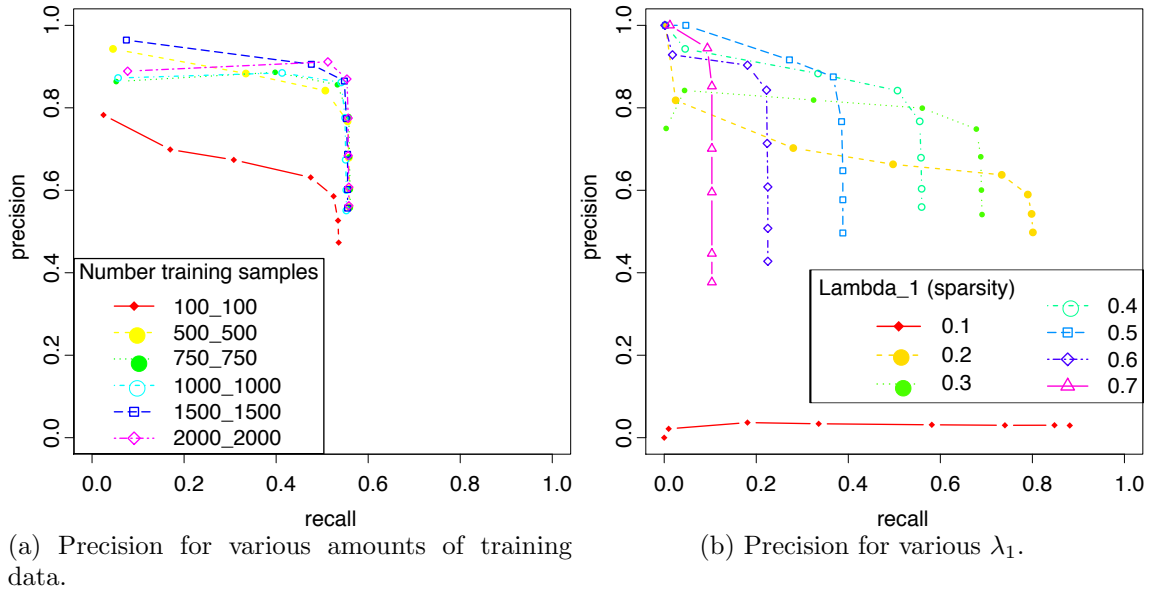 1.0
0.8
0.6
0.4
0.2
0.0
precision
0.0 0.2 0.4 0.6 0.8 1.0
recall
Number training samples
100_100
500_500
750_750
1000_1000
1500_1500
2000_2000
(a) Precision for various amounts of training
data.
1.0
0.8
0.6
0.4
0.2
0.0
precision
0.0 0.2 0.4 0.6 0.8 1.0
recall
Lambda_1 (sparsity)
0.1
0.2
0.3
0.4
0.5
0.6
0.7
(b) Precision for various λ₁.